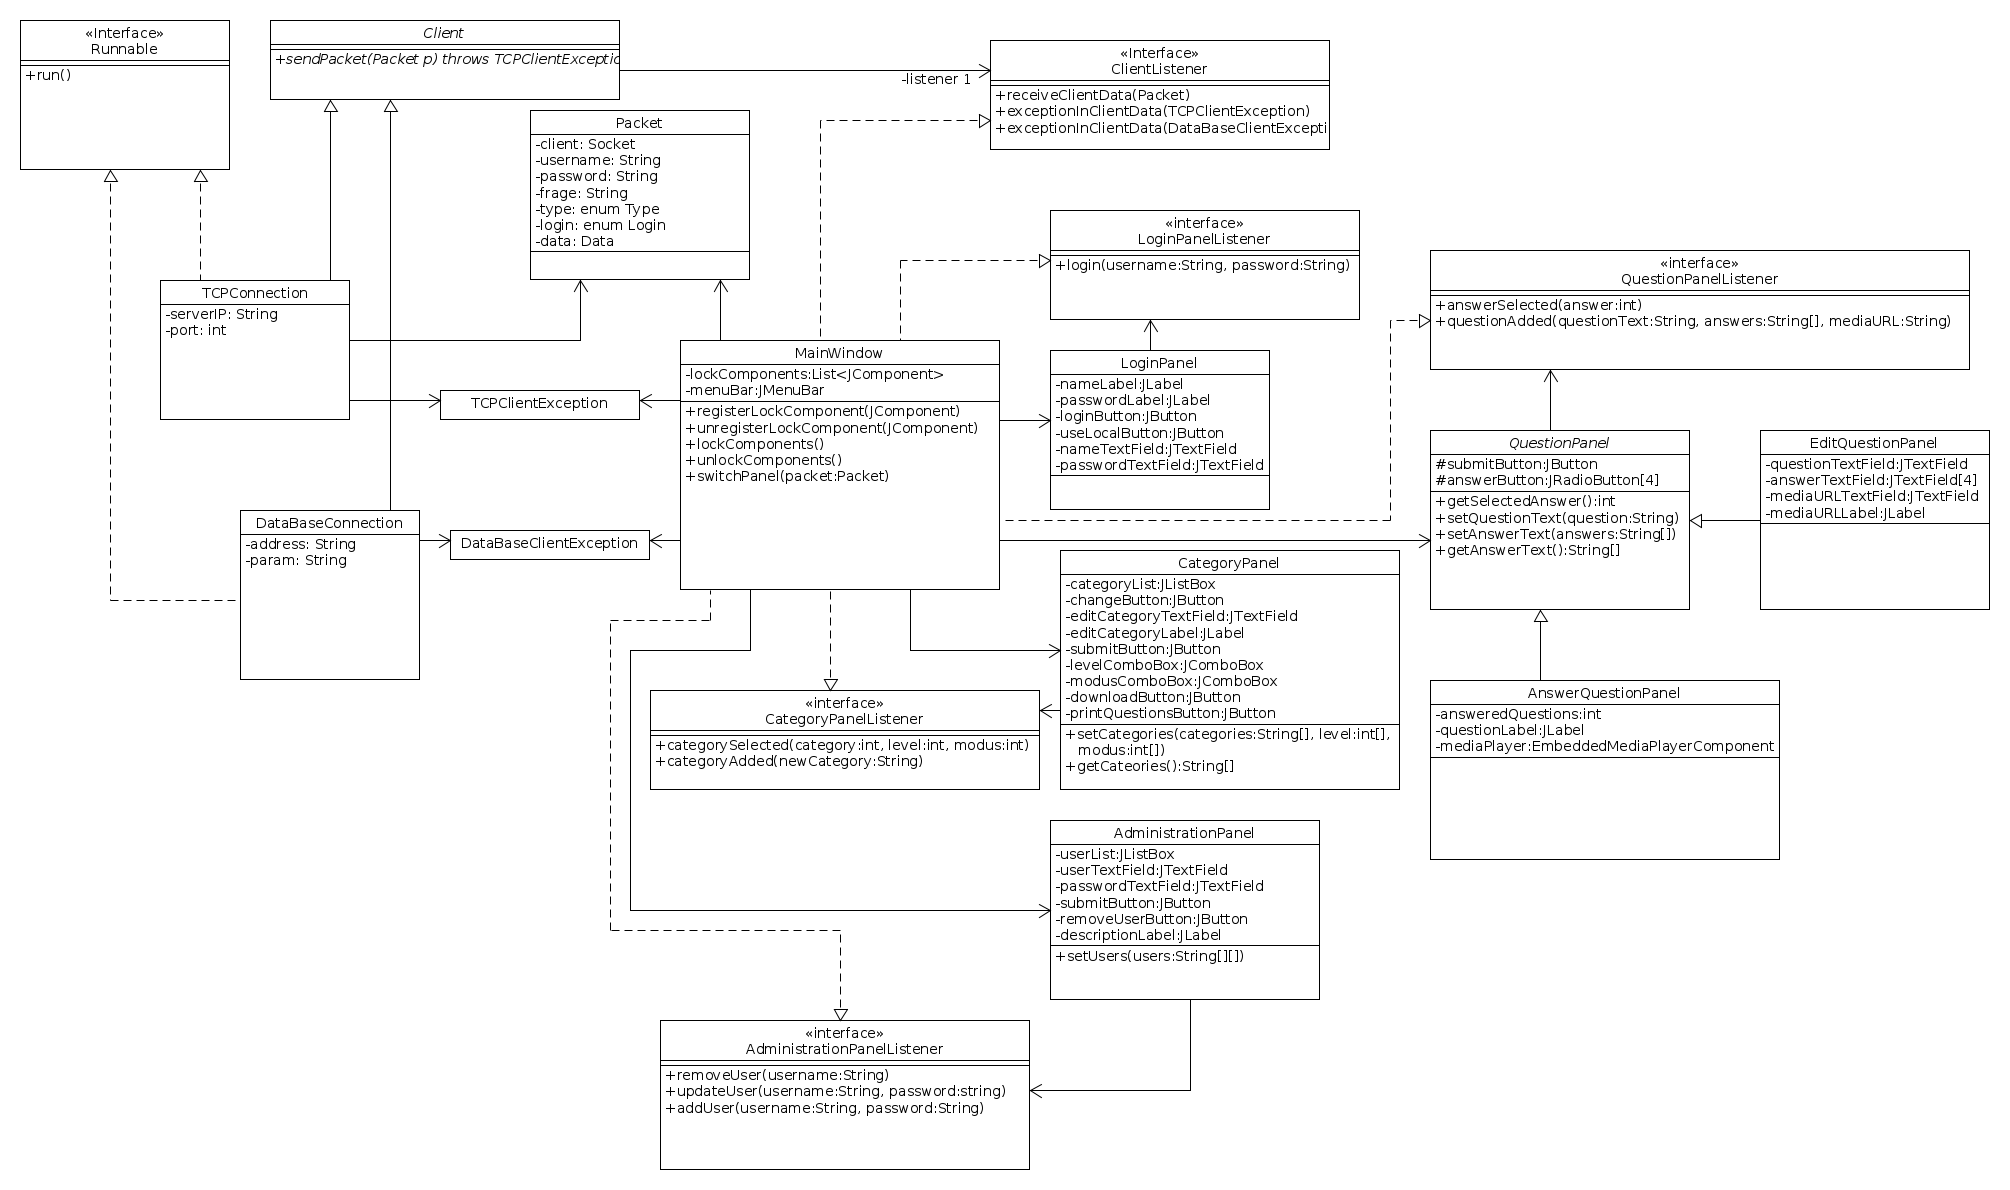 «Interface»
Runnable
+run()
Client
+sendPacket(Packet p) throws TCPClientExceptio
-listener 1
«Interface»
ClientListener
+receiveClientData(Packet)
+exceptionInClientData(TCPClientException)
+exceptionInClientData(DataBaseClientExcepti
Packet
-client: Socket
-username: String
-password: String
-frage: String
-type: enum Type
-login: enum Login
-data: Data
«interface»
LoginPanelListener
+login(username:String, password:String)
«interface»
QuestionPanelListener
+answerSelected(answer:int)
+questionAdded(questionText:String, answers:String[], mediaURL:String)
TCPConnection
-serverIP: String
-port: int
TCPClientException
MainWindow
-lockComponents:List<JComponent>
-menuBar:JMenuBar
+registerLockComponent(JComponent)
+unregisterLockComponent(JComponent)
+lockComponents()
+unlockComponents()
+switchPanel(packet:Packet)
LoginPanel
-nameLabel:JLabel
-passwordLabel:JLabel
-loginButton:JButton
-useLocalButton:JButton
-nameTextField:JTextField
-passwordTextField:JTextField
QuestionPanel
#submitButton:JButton
#answerButton:JRadioButton[4]
+getSelectedAnswer():int
+setQuestionText(question:String)
+setAnswerText(answers:String[])
+getAnswerText():String[]
EditQuestionPanel
-questionTextField:JTextField
-answerTextField:JTextField[4]
-mediaURLTextField:JTextField
-mediaURLLabel:JLabel
DataBaseConnection
-address: String
-param: String
DataBaseClientException
CategoryPanel
-categoryList:JListBox
-changeButton:JButton
-editCategoryTextField:JTextField
-editCategoryLabel:JLabel
-submitButton:JButton
-levelComboBox:JComboBox
-modusComboBox:JComboBox
-downloadButton:JButton
-printQuestionsButton:JButton
+setCategories(categories:String[], level:int[],
modus:int[])
+getCateories():String[]
«interface»
CategoryPanelListener
+categorySelected(category:int, level:int, modus:int)
+categoryAdded(newCategory:String)
AnswerQuestionPanel
-answeredQuestions:int
-questionLabel:JLabel
-mediaPlayer:EmbeddedMediaPlayerComponent
AdministrationPanel
-userList:JListBox
-userTextField:JTextField
-passwordTextField:JTextField
-submitButton:JButton
-removeUserButton:JButton
-descriptionLabel:JLabel
+setUsers(users:String[][])
«interface»
AdministrationPanelListener
+removeUser(username:String)
+updateUser(username:String, password:string)
+addUser(username:String, password:String)